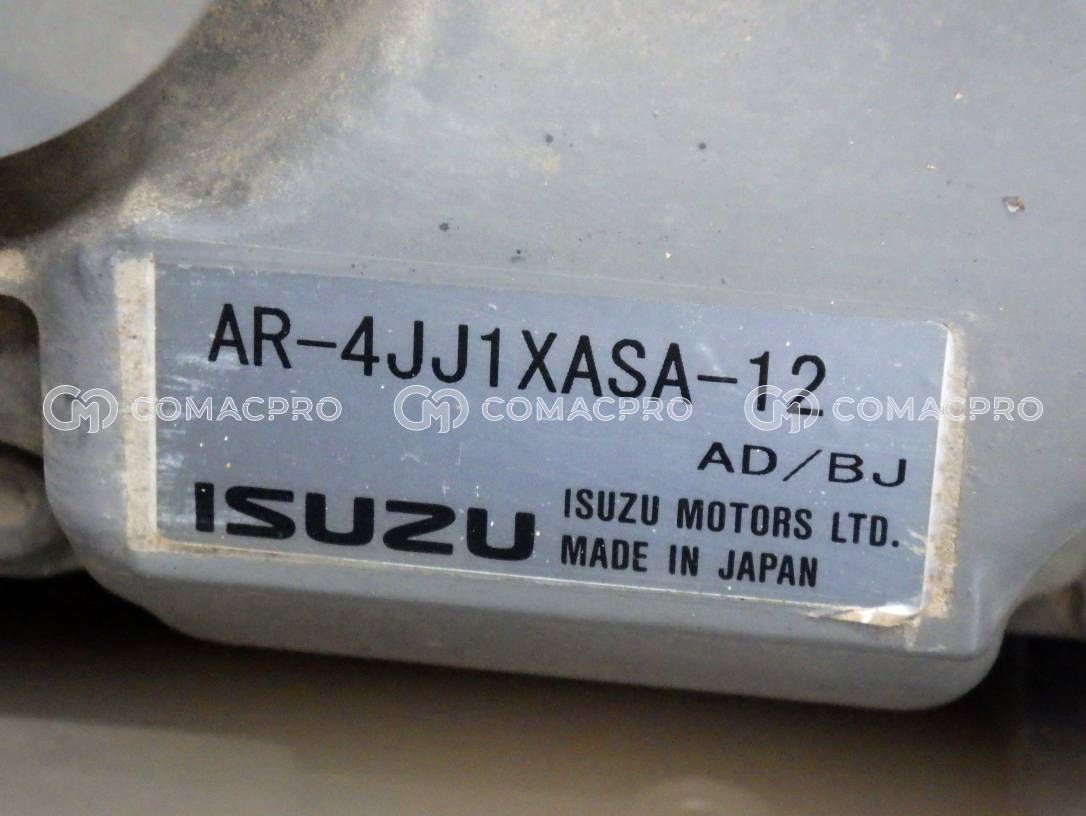 AR-4JJ1XASA-12
COMACPRO COMACPRO COMACPRO
AD/BJ
ISUZU
ISUZU MOTORS LTD.
MADE IN JAPAN